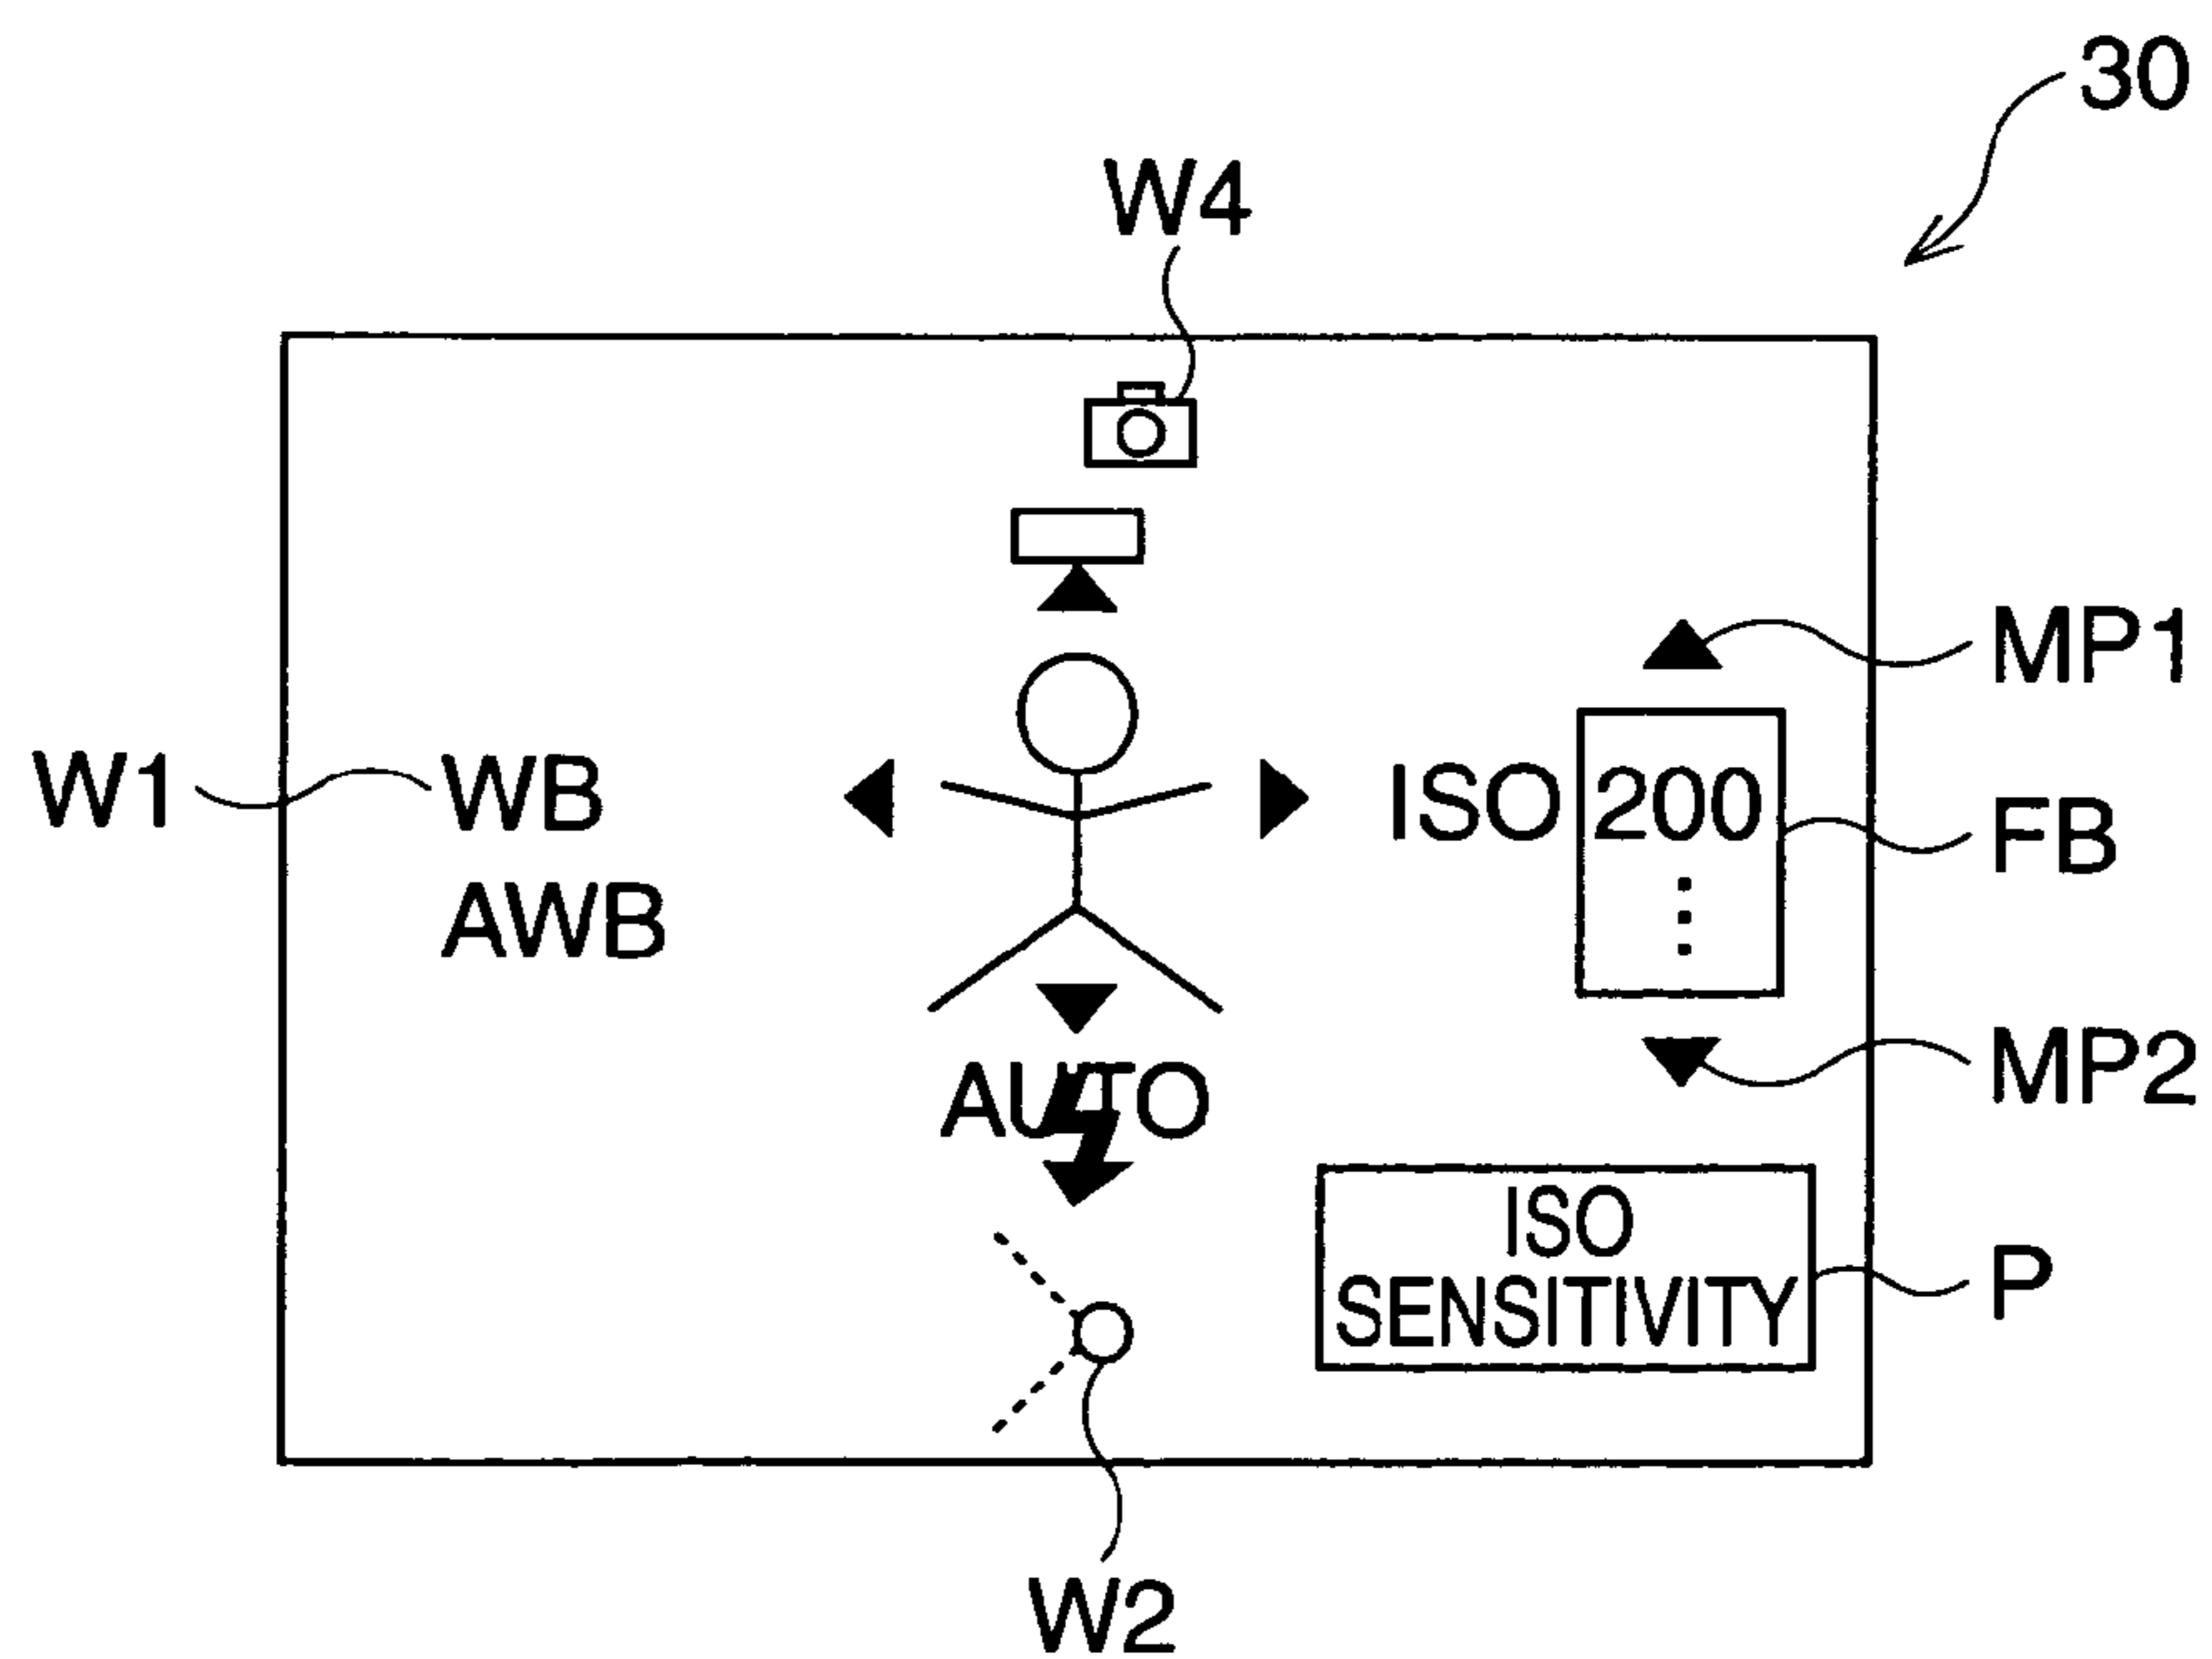 30
W4
MP1
W1
WB
ISO 200
FB
AWB
MP2
AUTO
ISO
SENSITIVITY
P
W2